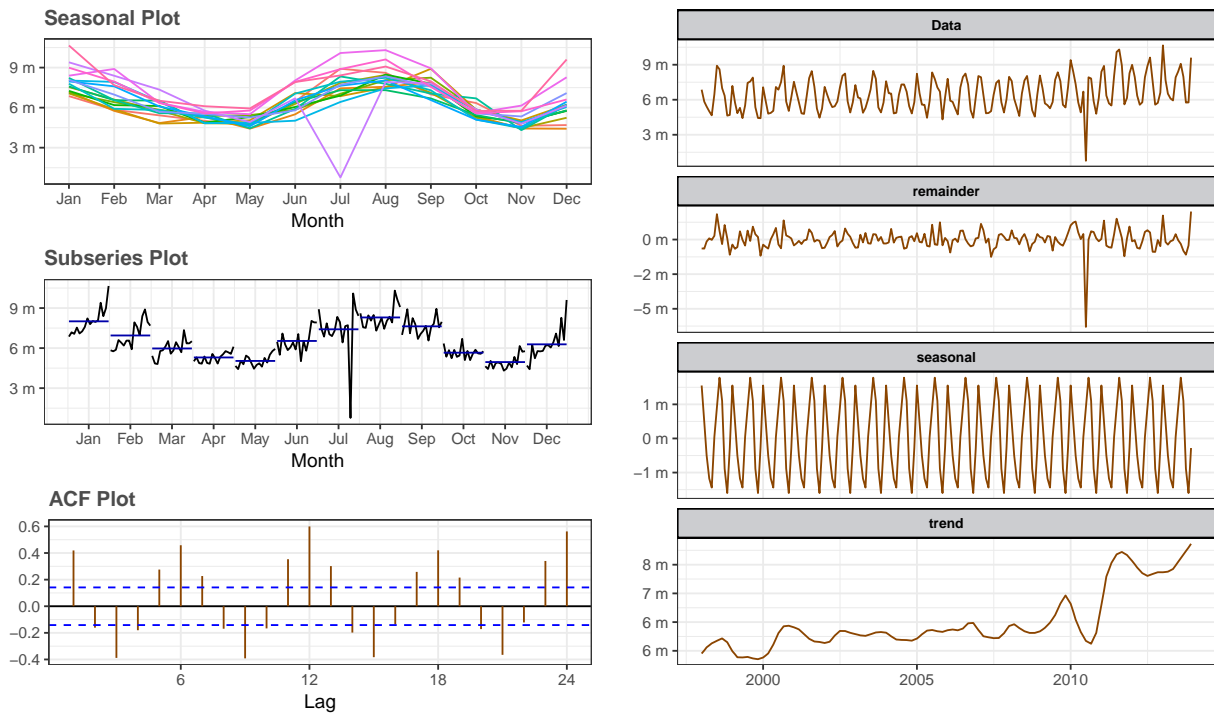 Seasonal Plot
9 m
6 m
3 m
Jan Feb Mar Apr May Jun Jul Aug Sep Oct Nov Dec
Month
Subseries Plot
9 m
6 m
3 m
Jan Feb Mar Apr May Jun Jul Aug Sep Oct Nov Dec
Month
ACF Plot
0.6
0.4
0.2
0.0
−0.2
−0.4
6 12 18 24
Lag
Data
9 m
6 m
3 m
remainder
0 m
−2 m
−5 m
seasonal
1 m
0 m
−1 m
trend
8 m
7 m
6 m
6 m
2000 2005 2010